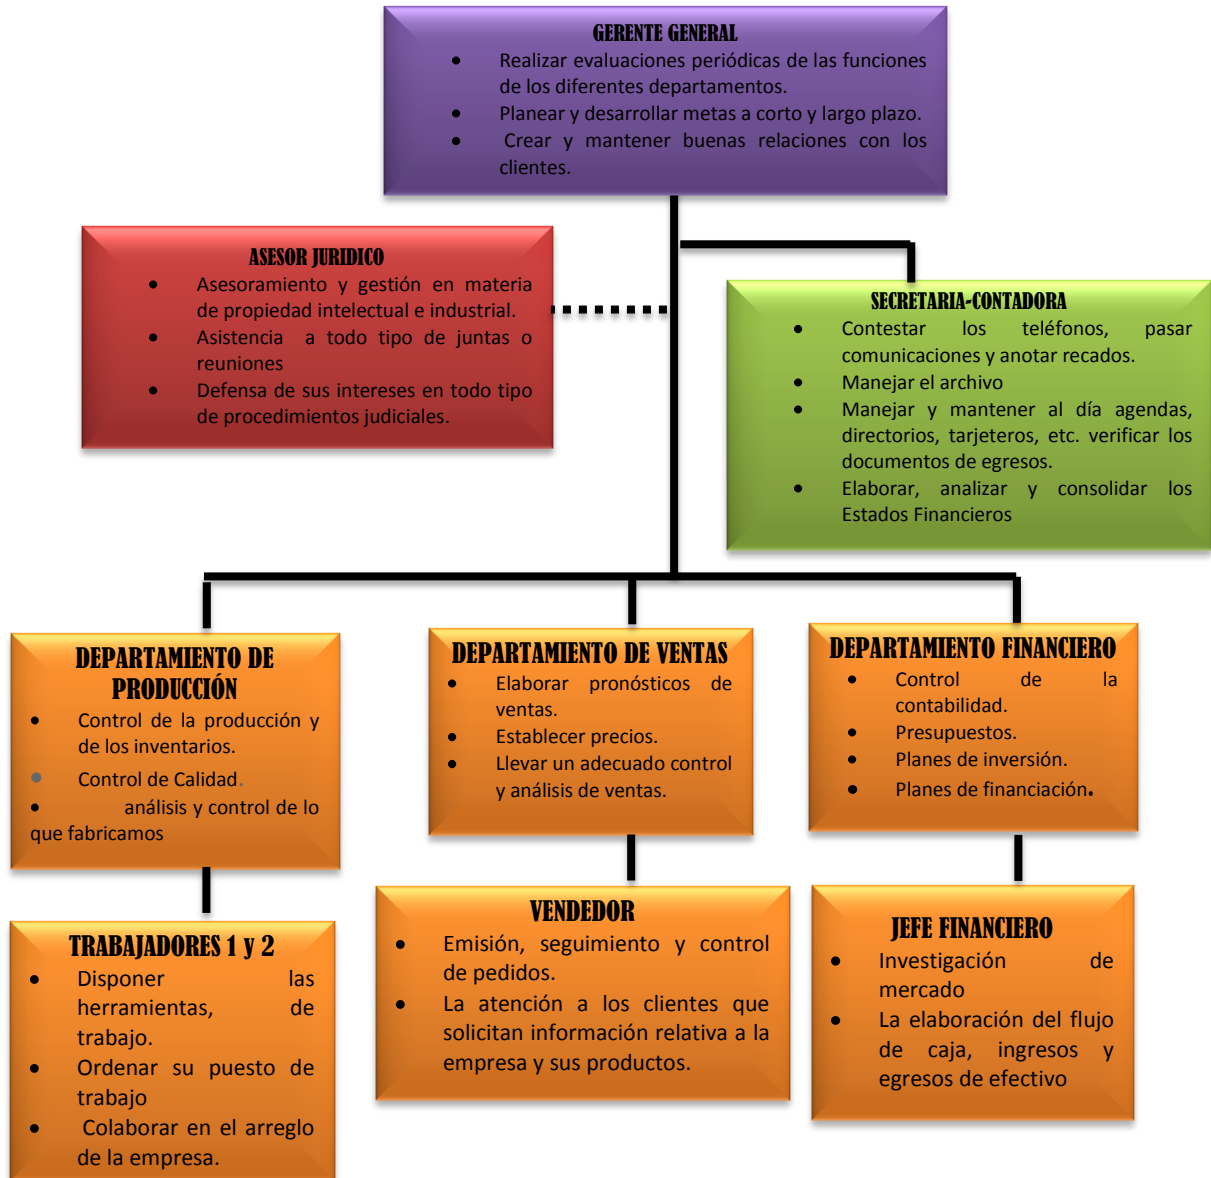 GERENTE GENERAL
• Realizar evaluaciones periódicas de las funciones
de los diferentes departamentos.
• Planear y desarrollar metas a corto y largo plazo.
• Crear y mantener buenas relaciones con los
clientes.
ASESOR JURIDICO
• Asesoramiento y gestión en materia
de propiedad intelectual e industrial.
• Asistencia a todo tipo de juntas o
reuniones
• Defensa de sus intereses en todo tipo
de procedimientos judiciales.
SECRETARIA-CONTADORA
• Contestar los teléfonos, pasar
comunicaciones y anotar recados.
• Manejar el archivo
• Manejar y mantener al día agendas,
directorios, tarjeteros, etc. verificar los
documentos de egresos.
• Elaborar, analizar y consolidar los
Estados Financieros
DEPARTAMIENTO DE
PRODUCCIÓN
• Control de la producción y
de los inventarios.
• Control de Calidad.
• análisis y control de lo
que fabricamos
DEPARTAMIENTO DE VENTAS
• Elaborar pronósticos de
ventas.
• Establecer precios.
• Llevar un adecuado control
y análisis de ventas.
DEPARTAMIENTO FINANCIERO
• Control de la
contabilidad.
• Presupuestos.
• Planes de inversión.
• Planes de financiación.
TRABAJADORES 1 y 2
• Disponer las
herramientas, de
trabajo.
• Ordenar su puesto de
trabajo
• Colaborar en el arreglo
de la empresa.
VENDEDOR
• Emisión, seguimiento y control
de pedidos.
• La atención a los clientes que
solicitan información relativa a la
empresa y sus productos.
JEFE FINANCIERO
• Investigación de
mercado
• La elaboración del flujo
de caja, ingresos y
egresos de efectivo